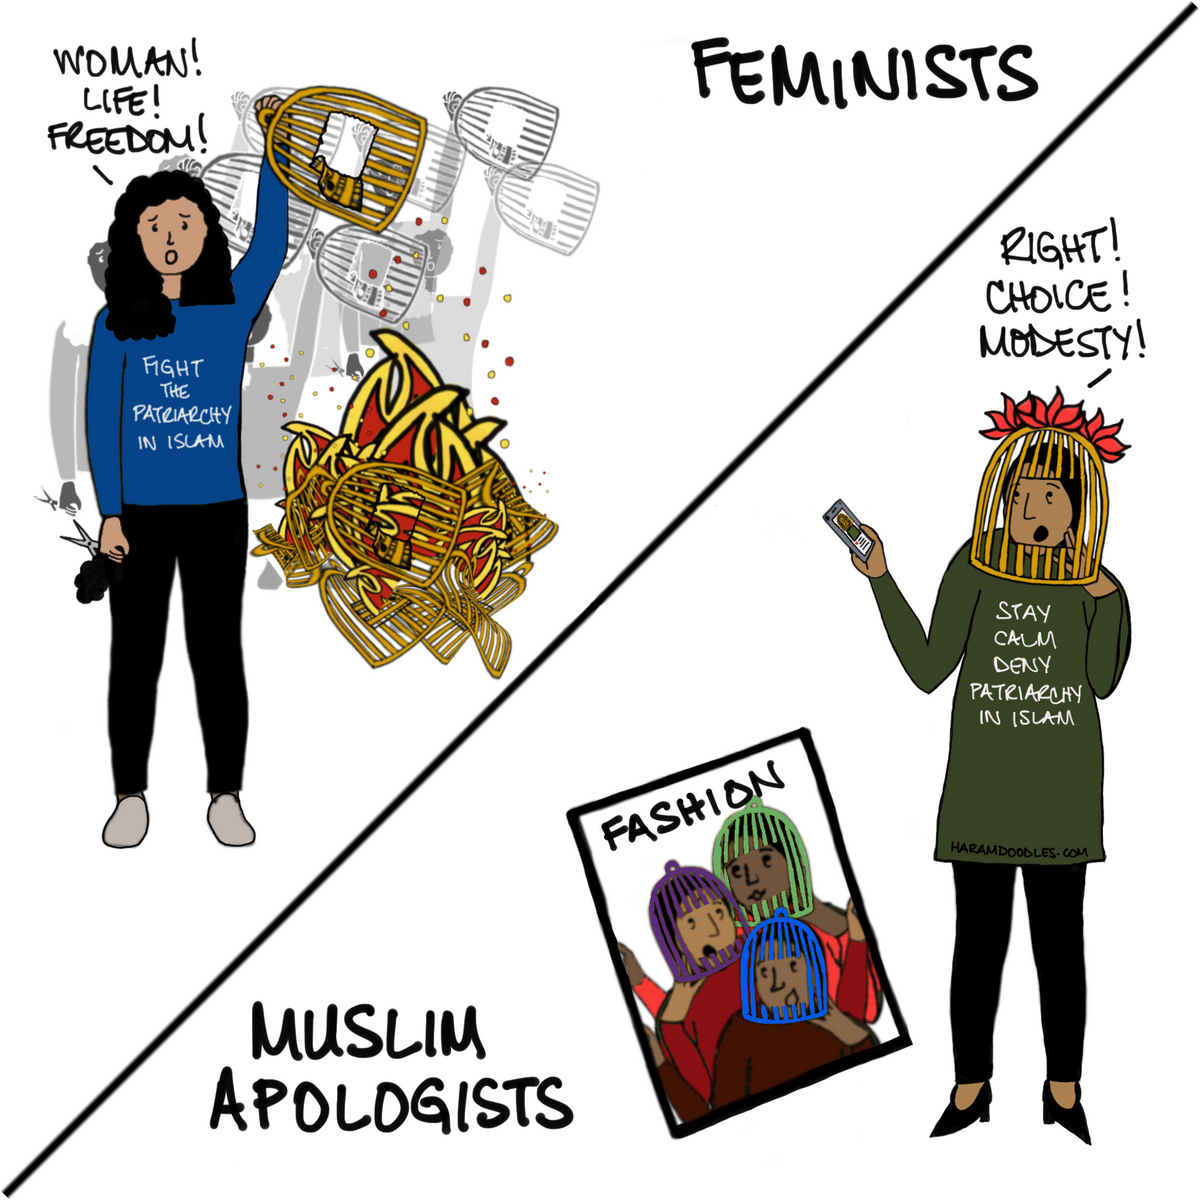 WOMAN!
LIFE!
FREEDOM!
FEMINISTS
FIGHT
THE
PATRIARCHY
IN ISLAM
RIGHT!
CHOICE!
MODESTY!
STAY
CALM
DENY
PATRIARCHY
IN ISLAM
HARAMDOODLES.COM
FASHION
MUSLIM
APOLOGISTS